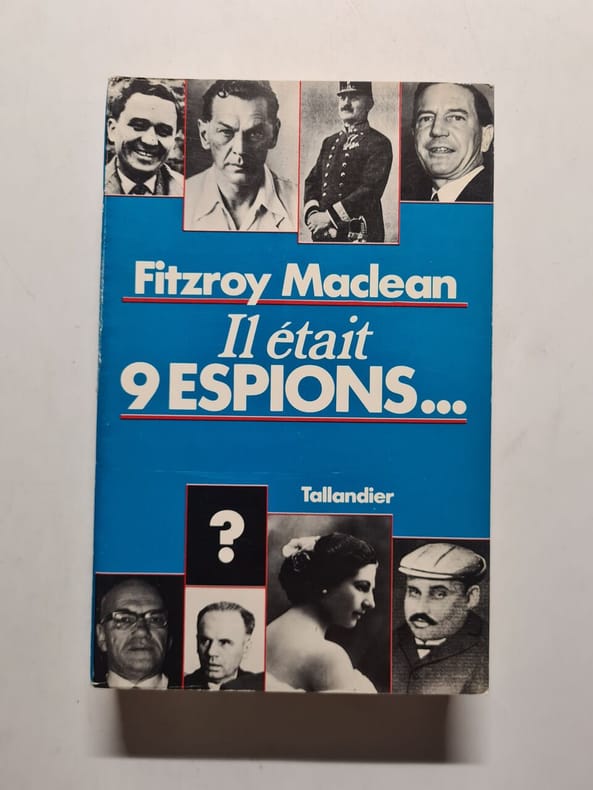 Fitzroy Maclean
Il était
9 ESPIONS...
Tallandier
?